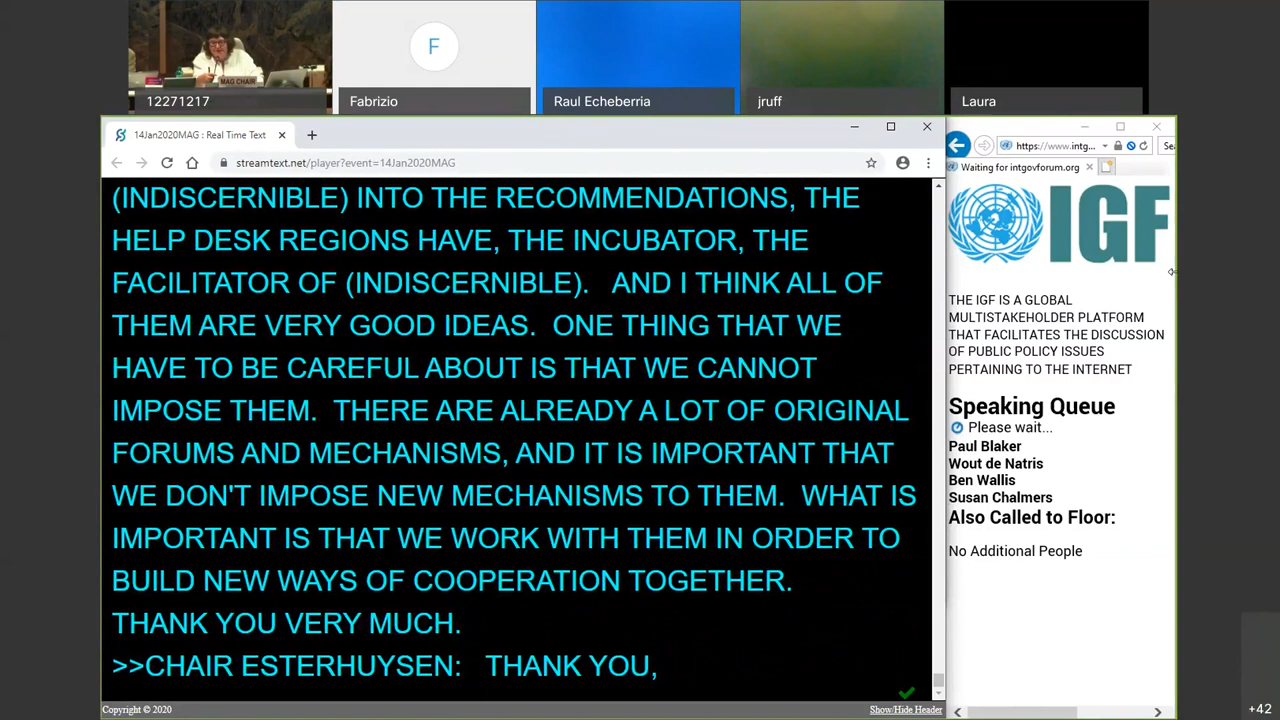 MAG CHAIR
12271217
F
Fabrizio
Raul Echeberria
jruff
Laura
14Jan2020MAG : Real Time Text
streamtext.net/player?event=14Jan2020MAG
(INDISCERNIBLE) INTO THE RECOMMENDATIONS, THE
HELP DESK REGIONS HAVE, THE INCUBATOR, THE
FACILITATOR OF (INDISCERNIBLE).   AND I THINK ALL OF
THEM ARE VERY GOOD IDEAS.  ONE THING THAT WE
HAVE TO BE CAREFUL ABOUT IS THAT WE CANNOT
IMPOSE THEM.  THERE ARE ALREADY A LOT OF ORIGINAL
FORUMS AND MECHANISMS, AND IT IS IMPORTANT THAT
WE DON'T IMPOSE NEW MECHANISMS TO THEM.  WHAT IS
IMPORTANT IS THAT WE WORK WITH THEM IN ORDER TO
BUILD NEW WAYS OF COOPERATION TOGETHER.
THANK YOU VERY MUCH.
>>CHAIR ESTERHUYSEN:   THANK YOU,
Copyright © 2020
Show/Hide Header
https://www.intg...
Sea
Waiting for intgovforum.org
IGF
THE IGF IS A GLOBAL
MULTISTAKEHOLDER PLATFORM
THAT FACILITATES THE DISCUSSION
OF PUBLIC POLICY ISSUES
PERTAINING TO THE INTERNET
Speaking Queue
Please wait...
Paul Blaker
Wout de Natris
Ben Wallis
Susan Chalmers
Also Called to Floor:
No Additional People
+42